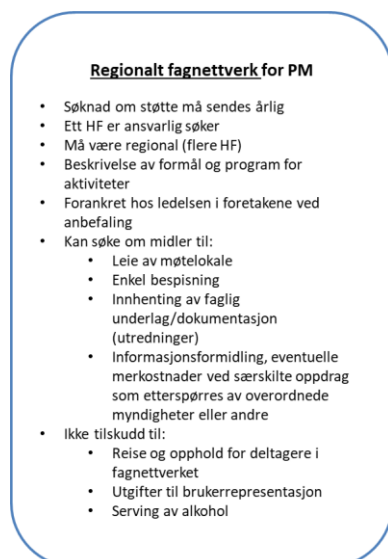 Regionalt fagnettverk for PM
• Søknad om støtte må sendes årlig
• Ett HF er ansvarlig søker
• Må være regional (flere HF)
• Beskrivelse av formål og program for
aktiviteter
• Forankret hos ledelsen i foretakene ved
anbefaling
• Kan søke om midler til:
• Leie av møtelokale
• Enkel bespisning
• Innhenting av faglig
underlag/dokumentasjon
(utredninger)
• Informasjonsformidling, eventuelle
merkostnader ved særskilte oppdrag
som etterspørres av overordnede
myndigheter eller andre
• Ikke tilskudd til:
• Reise og opphold for deltagere i
fagnettverket
• Utgifter til brukerrepresentasjon
• Serving av alkohol